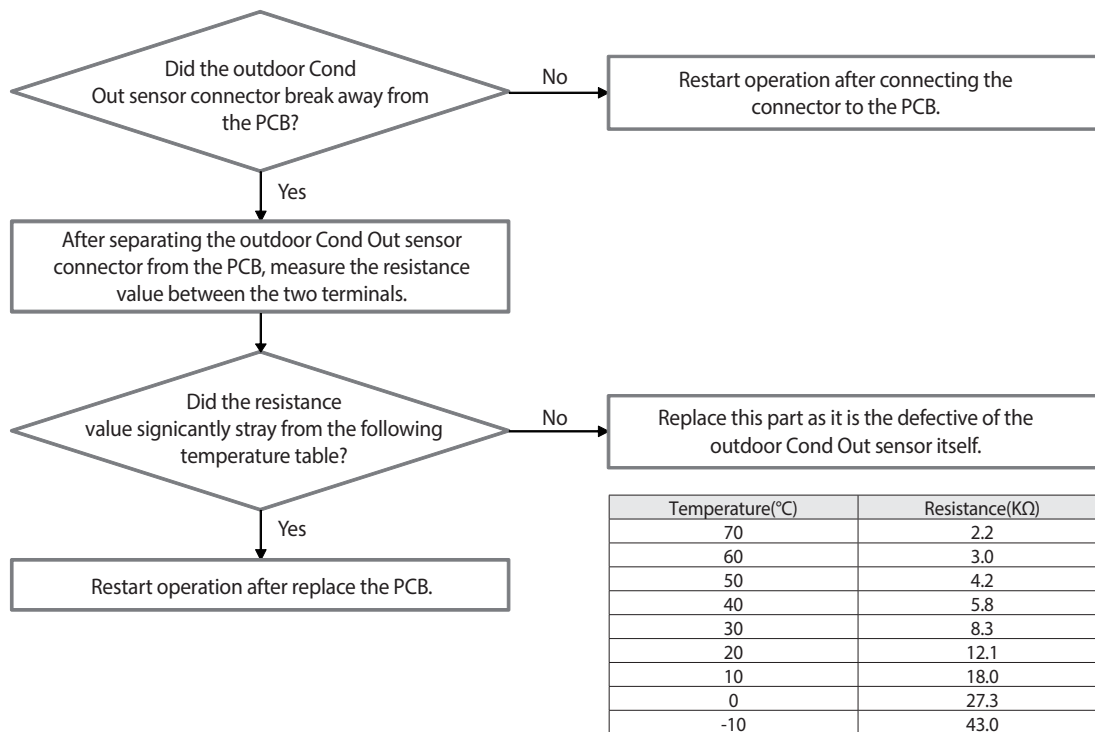 Did the outdoor Cond
Out sensor connector break away from
the PCB?
No
Restart operation after connecting the
connector to the PCB.
Yes
After separating the outdoor Cond Out sensor
connector from the PCB, measure the resistance
value between the two terminals.
Did the resistance
value signicantly stray from the following
temperature table?
No
Replace this part as it is the defective of the
outdoor Cond Out sensor itself.
Yes
Restart operation after replace the PCB.
Temperature(°C) Resistance(KΩ)
70 2.2
60 3.0
50 4.2
40 5.8
30 8.3
20 12.1
10 18.0
0 27.3
-10 43.0